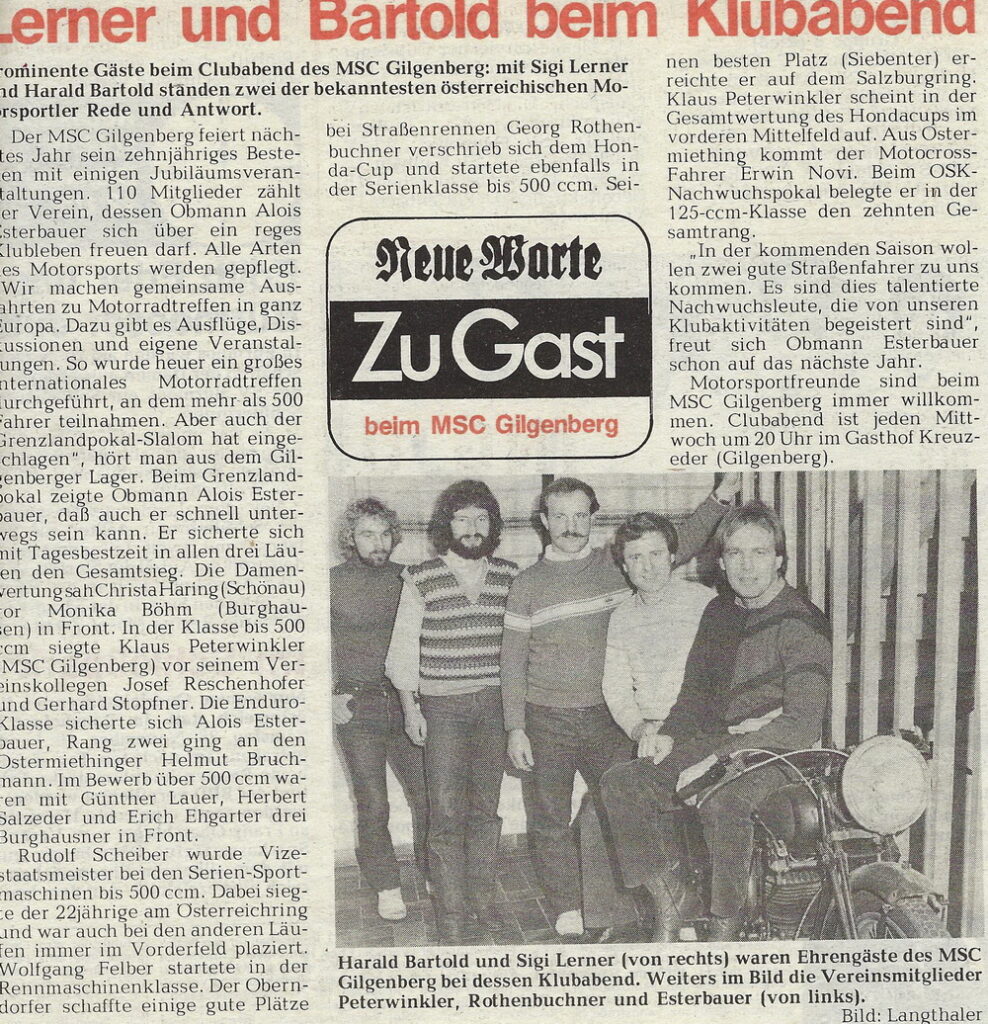 Lerner und Bartold beim Klubabend
rominente Gäste beim Clubabend des MSC Gilgenberg: mit Sigi Lerner
nd Harald Bartold standen zwei der bekanntesten österreichischen Mo-
orsportler Rede und Antwort.
Der MSC Gilgenberg feiert näch-
tes Jahr sein zehnjähriges Beste-
en mit einigen Jubiläumsveran-
taltungen. 110 Mitglieder zählt
er Verein, dessen Obmann Alois
Esterbauer sich über ein reges
Klubleben freuen darf. Alle Arten
es Motorsports werden gepflegt.
„Wir machen gemeinsame Aus-
ahrten zu Motorradtreffen in ganz
Europa. Dazu gibt es Ausflüge, Dis-
kussionen und eigene Veranstal-
ungen. So wurde heuer ein großes
nternationales Motorradtreffen
durchgeführt, an dem mehr als 500
Fahrer teilnahmen. Aber auch der
Grenzlandpokal-Slalom hat einge-
chlagen“, hört man aus dem Gil-
genberger Lager. Beim Grenzland-
pokal zeigte Obmann Alois Ester-
bauer, daß auch er schnell unter-
wegs sein kann. Er sicherte sich
mit Tagesbestzeit in allen drei Läu-
en den Gesamtsieg. Die Damen-
wertung sah Christa Haring (Schönau)
vor Monika Böhm (Burghau-
sen) in Front. In der Klasse bis 500
ccm siegte Klaus Peterwinkler
(MSC Gilgenberg) vor seinem Ver-
einskollegen Josef Reschenhofer
und Gerhard Stopfner. Die Enduro-
Klasse sicherte sich Alois Ester-
bauer, Rang zwei ging an den
Ostermiethinger Helmut Bruch-
mann. Im Bewerb über 500 ccm wa-
ren mit Günther Lauer, Herbert
Salzeder und Erich Ehgarter drei
Burghausner in Front.
Rudolf Scheiber wurde Vize-
staatsmeister bei den Serien-Sport-
maschinen bis 500 ccm. Dabei sieg-
te der 22jährige am Österreichring
und war auch bei den anderen Läu-
fen immer im Vorderfeld plaziert.
Wolfgang Felber startete in der
Rennmaschinenklasse. Der Obern-
dorfer schaffte einige gute Plätze
bei Straßenrennen Georg Rothen-
buchner verschrieb sich dem Hon-
da-Cup und startete ebenfalls in
der Serienklasse bis 500 ccm. Sei-
nen besten Platz (Siebenter) er-
reichte er auf dem Salzburgring.
Klaus Peterwinkler scheint in der
Gesamtwertung des Hondacups im
vorderen Mittelfeld auf. Aus Oster-
miething kommt der Motocross-
Fahrer Erwin Novi. Beim OSK-
Nachwuchspokal belegte er in der
125-ccm-Klasse den zehnten Ge-
samtrang.
„In der kommenden Saison wol-
len zwei gute Straßenfahrer zu uns
kommen. Es sind dies talentierte
Nachwuchsleute, die von unseren
Klubaktivitäten begeistert sind“,
freut sich Obmann Esterbauer
schon auf das nächste Jahr.
Motorsportfreunde sind beim
MSC Gilgenberg immer willkom-
men. Clubabend ist jeden Mitt-
woch um 20 Uhr im Gasthof Kreuz-
eder (Gilgenberg).
Neue Warte
Zu Gast
beim MSC Gilgenberg
Harald Bartold und Sigi Lerner (von rechts) waren Ehrengäste des MSC
Gilgenberg bei dessen Klubabend. Weiters im Bild die Vereinsmitglieder
Peterwinkler, Rothenbuchner und Esterbauer (von links).
Bild: Langthaler